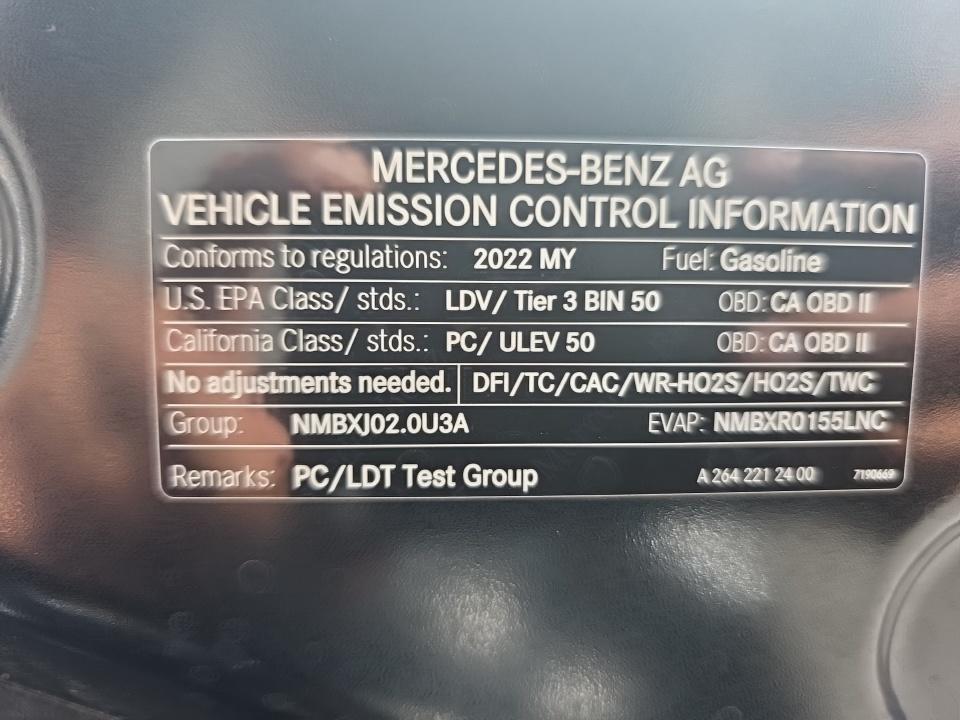 MERCEDES-BENZ AG
VEHICLE EMISSION CONTROL INFORMATION
Conforms to regulations: 2022 MY Fuel: Gasoline
U.S. EPA Class/ stds.: LDV/ Tier 3 BIN 50 OBD: CA OBD II
California Class/ stds.: PC/ ULEV 50 OBD: CA OBD II
No adjustments needed. DFI/TC/CAC/WR-HO2S/HO2S/TWC
Group: NMBXJ02.0U3A EVAP: NMBXR0155LNC
Remarks: PC/LDT Test Group A 264 221 24 00 7190669